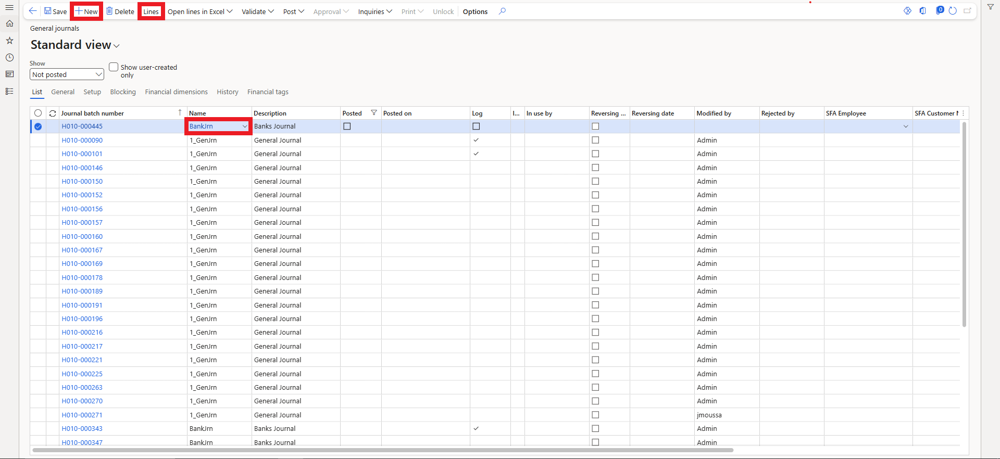 Save New Delete Lines Open lines in Excel Validate Post Approval Inquiries Print Unlock Options 0
General journals
Standard view
Show
Not posted
Show user-created
only
List General Setup Blocking Financial dimensions History Financial tags
Journal batch number Name Description Posted Posted on Log I... In use by Reversing ... Reversing date Modified by Rejected by SFA Employee SFA Customer N
H010-000445 BankJrn Banks Journal
H010-000090 1_GenJrn General Journal Admin
H010-000101 1_GenJrn General Journal Admin
H010-000146 1_GenJrn General Journal Admin
H010-000150 1_GenJrn General Journal Admin
H010-000152 1_GenJrn General Journal Admin
H010-000156 1_GenJrn General Journal Admin
H010-000157 1_GenJrn General Journal Admin
H010-000160 1_GenJrn General Journal Admin
H010-000167 1_GenJrn General Journal Admin
H010-000169 1_GenJrn General Journal Admin
H010-000178 1_GenJrn General Journal Admin
H010-000189 1_GenJrn General Journal Admin
H010-000191 1_GenJrn General Journal Admin
H010-000196 1_GenJrn General Journal Admin
H010-000216 1_GenJrn General Journal Admin
H010-000217 1_GenJrn General Journal Admin
H010-000221 1_GenJrn General Journal Admin
H010-000225 1_GenJrn General Journal Admin
H010-000263 1_GenJrn General Journal Admin
H010-000270 1_GenJrn General Journal Admin
H010-000271 1_GenJrn General Journal jmoussa
H010-000343 BankJrn Banks Journal Admin
H010-000347 BankJrn Banks Journal Admin